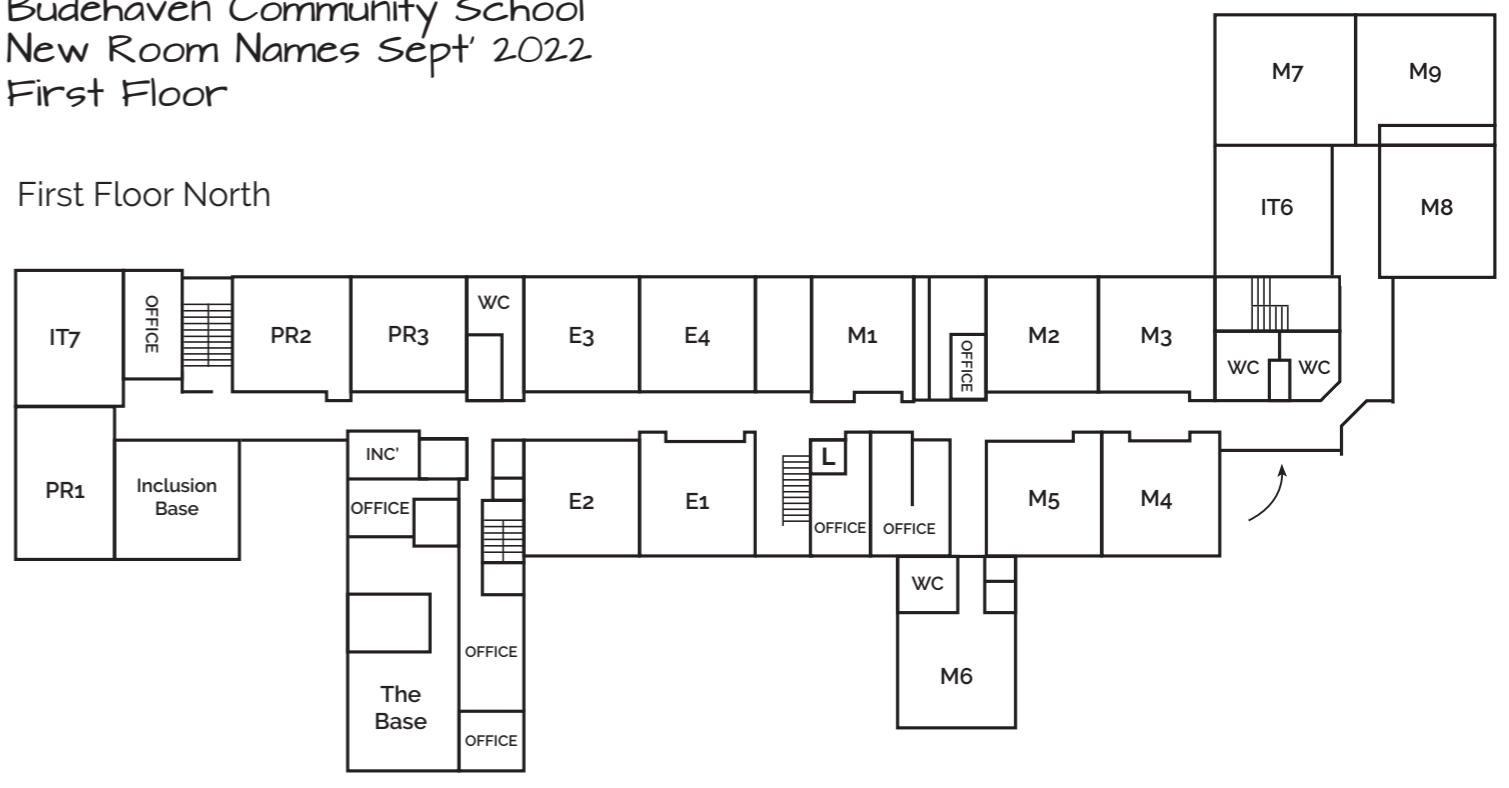 Budehaven Community School
New Room Names Sept' 2022
First Floor
First Floor North
M7
M9
IT6
M8
IT7
OFFICE
PR2
PR3
WC
E3
E4
M1
OFFICE
M2
M3
WC
WC
PR1
Inclusion
Base
INC'
OFFICE
The
Base
OFFICE
OFFICE
E2
E1
L
OFFICE
OFFICE
M5
M4
WC
M6